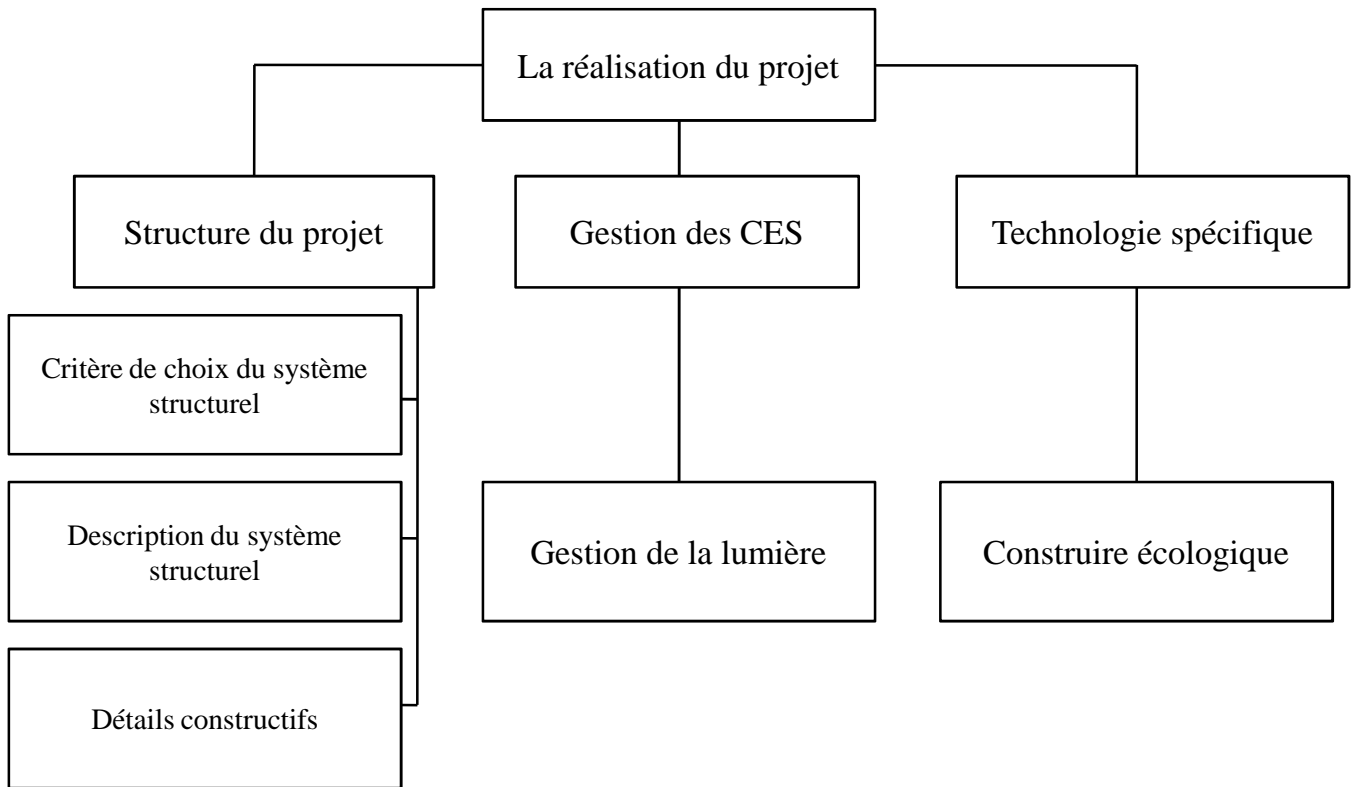 La réalisation du projet
Structure du projet
Gestion des CES
Technologie spécifique
Critère de choix du système
structurel
Description du système
structurel
Détails constructifs
Gestion de la lumière
Construire écologique